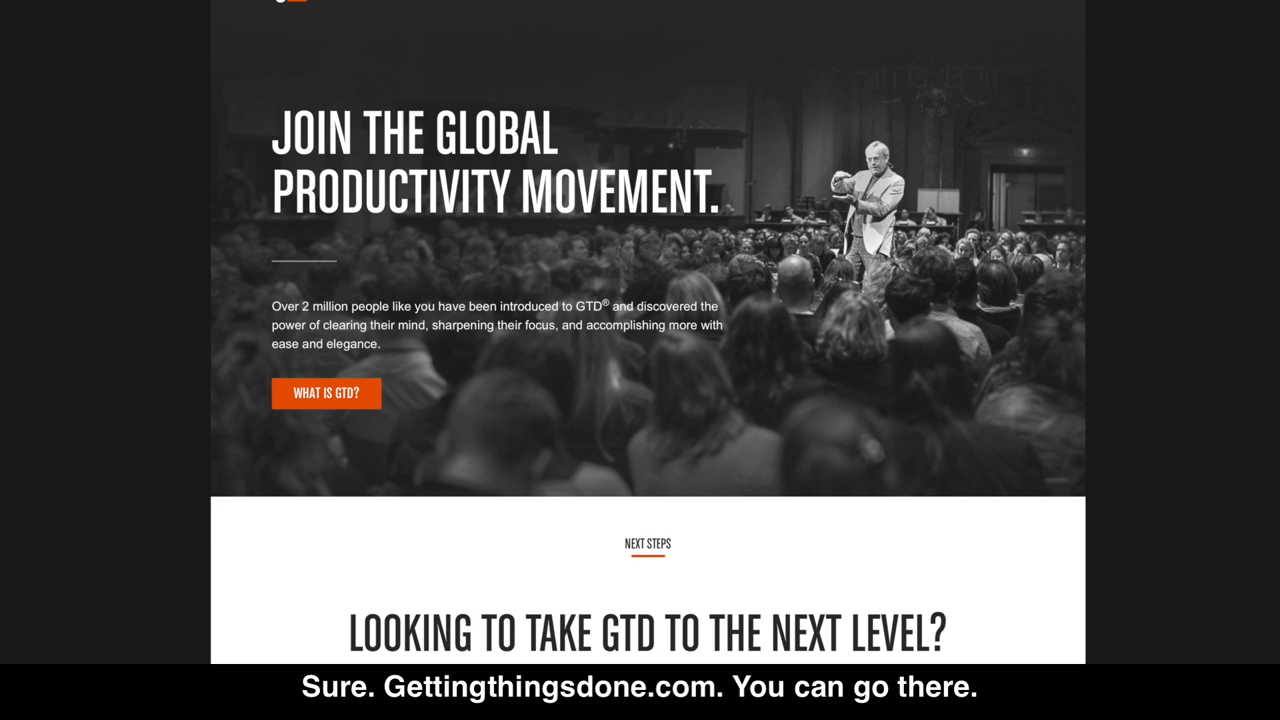 JOIN THE GLOBAL
PRODUCTIVITY MOVEMENT.
Over 2 million people like you have been introduced to GTD® and discovered the
power of clearing their mind, sharpening their focus, and accomplishing more with
ease and elegance.
WHAT IS GTD?
NEXT STEPS
LOOKING TO TAKE GTD TO THE NEXT LEVEL?
Sure. Gettingthingsdone.com. You can go there.